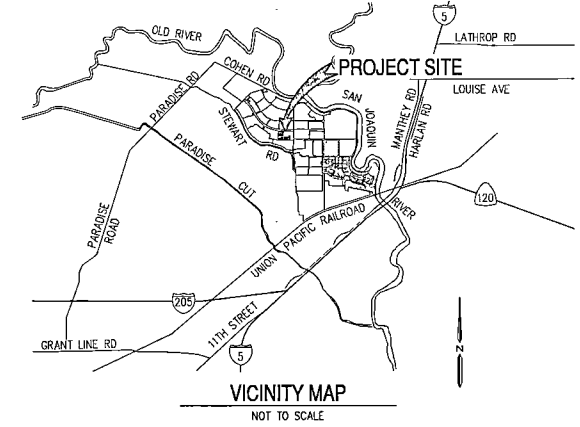 5
OLD RIVER
LATHROP RD
COHEN RD
PROJECT SITE
PARADISE RD
LOUISE AVE
SAN JOAQUIN RIVER
MANTHEY RD
HARLAN RD
STEWART RD
PARADISE CUT
120
PARADISE ROAD
UNION PACIFIC RAILROAD
205
11TH STREET
GRANT LINE RD
5
N
VICINITY MAP
NOT TO SCALE